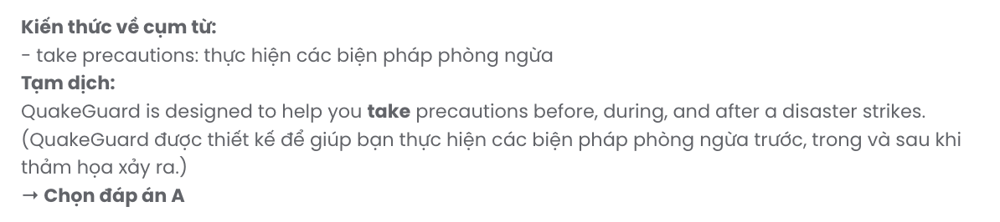 Kiến thức về cụm từ:
- take precautions: thực hiện các biện pháp phòng ngừa
Tạm dịch:
QuakeGuard is designed to help you take precautions before, during, and after a disaster strikes.
(QuakeGuard được thiết kế để giúp bạn thực hiện các biện pháp phòng ngừa trước, trong và sau khi
thảm họa xảy ra.)
→ Chọn đáp án A